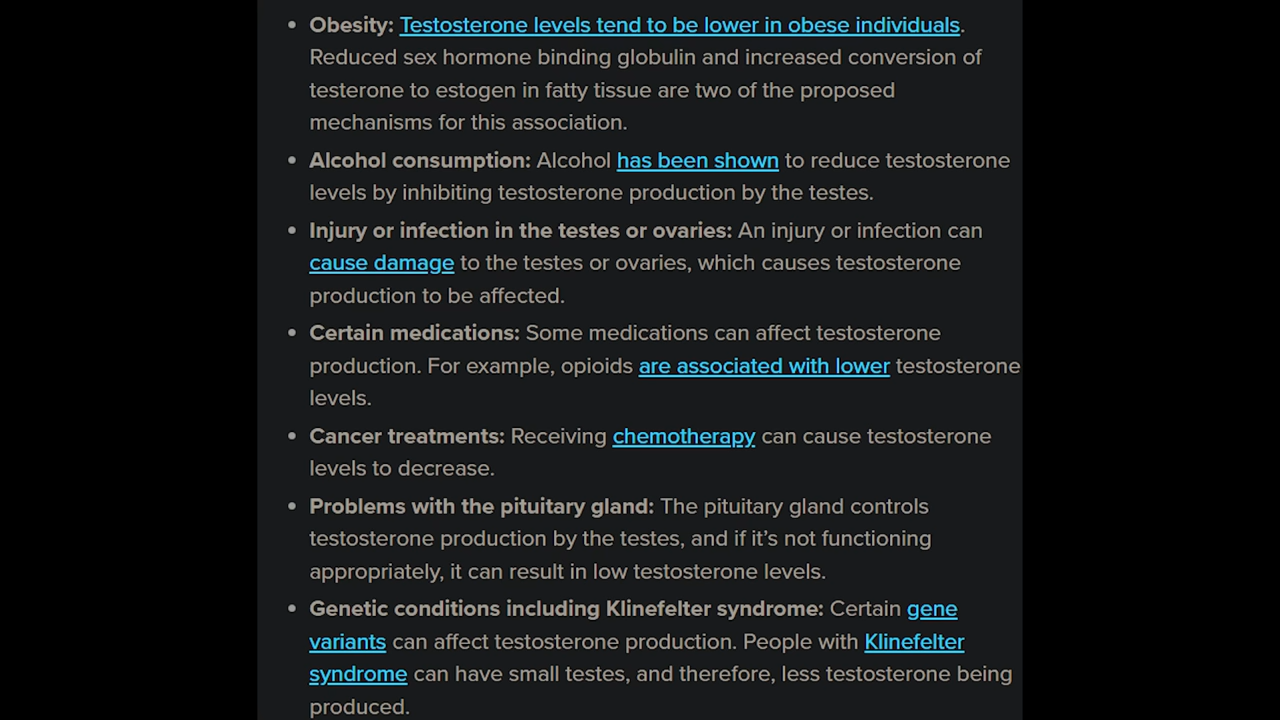 • Obesity: Testosterone levels tend to be lower in obese individuals.
Reduced sex hormone binding globulin and increased conversion of
testerone to estogen in fatty tissue are two of the proposed
mechanisms for this association.
• Alcohol consumption: Alcohol has been shown to reduce testosterone
levels by inhibiting testosterone production by the testes.
• Injury or infection in the testes or ovaries: An injury or infection can
cause damage to the testes or ovaries, which causes testosterone
production to be affected.
• Certain medications: Some medications can affect testosterone
production. For example, opioids are associated with lower testosterone
levels.
• Cancer treatments: Receiving chemotherapy can cause testosterone
levels to decrease.
• Problems with the pituitary gland: The pituitary gland controls
testosterone production by the testes, and if it’s not functioning
appropriately, it can result in low testosterone levels.
• Genetic conditions including Klinefelter syndrome: Certain gene
variants can affect testosterone production. People with Klinefelter
syndrome can have small testes, and therefore, less testosterone being
produced.